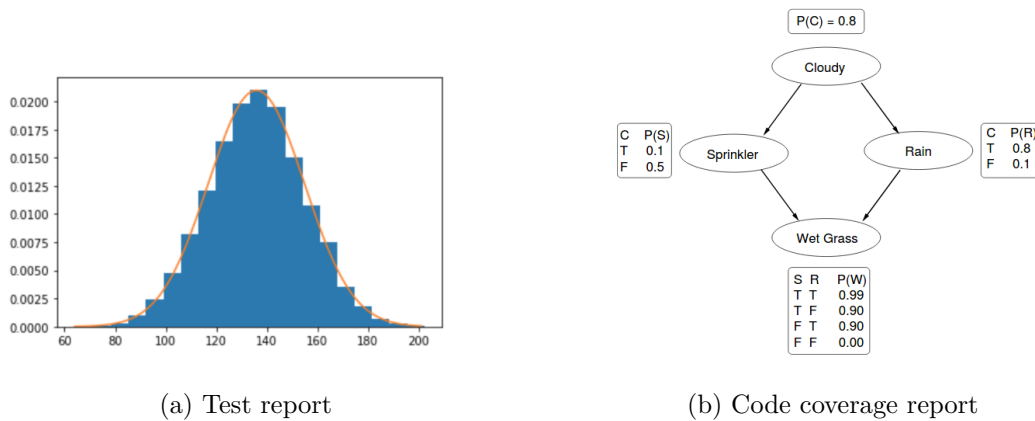 0.0200
0.0175
0.0150
0.0125
0.0100
0.0075
0.0050
0.0025
0.0000
60 80 100 120 140 160 180 200
(a) Test report
P(C) = 0.8
Cloudy
C P(S)
T 0.1
F 0.5
Sprinkler
Rain
C P(R)
T 0.8
F 0.1
Wet Grass
S R P(W)
T T 0.99
T F 0.90
F T 0.90
F F 0.00
(b) Code coverage report